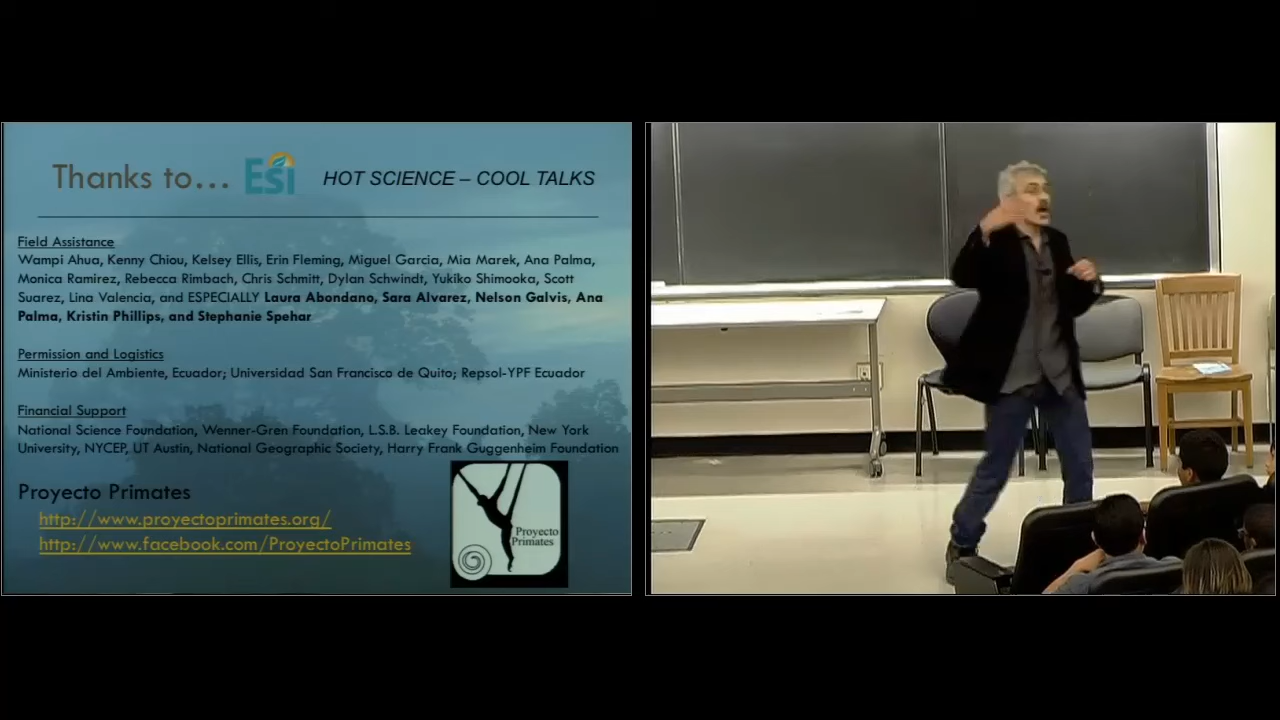 Thanks to... ESI HOT SCIENCE – COOL TALKS
Field Assistance
Wampi Ahua, Kenny Chiou, Kelsey Ellis, Erin Fleming, Miguel Garcia, Mia Marek, Ana Palma,
Monica Ramirez, Rebecca Rimbach, Chris Schmitt, Dylan Schwindt, Yukiko Shimooka, Scott
Suarez, Lina Valencia, and ESPECIALLY Laura Abondano, Sara Alvarez, Nelson Galvis, Ana
Palma, Kristin Phillips, and Stephanie Spehar
Permission and Logistics
Ministerio del Ambiente, Ecuador; Universidad San Francisco de Quito; Repsol-YPF Ecuador
Financial Support
National Science Foundation, Wenner-Gren Foundation, L.S.B. Leakey Foundation, New York
University, NYCEP, UT Austin, National Geographic Society, Harry Frank Guggenheim Foundation
Proyecto Primates
http://www.proyectoprimates.org/
http://www.facebook.com/ProyectoPrimates
Proyecto
Primates